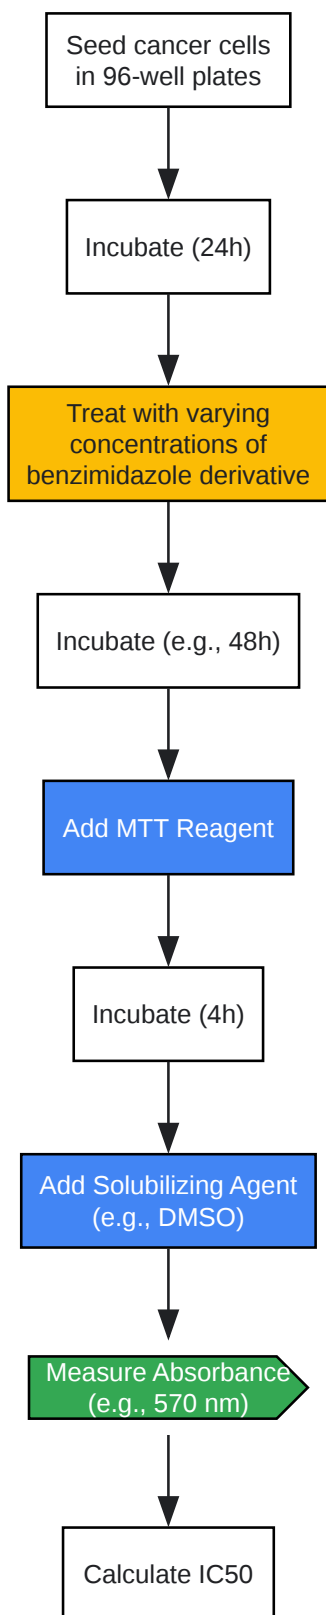 Seed cancer cells
in 96-well plates
Incubate (24h)
Treat with varying
concentrations of
benzimidazole derivative
Incubate (e.g., 48h)
Add MTT Reagent
Incubate (4h)
Add Solubilizing Agent
(e.g., DMSO)
Measure Absorbance
(e.g., 570 nm)
Calculate IC50